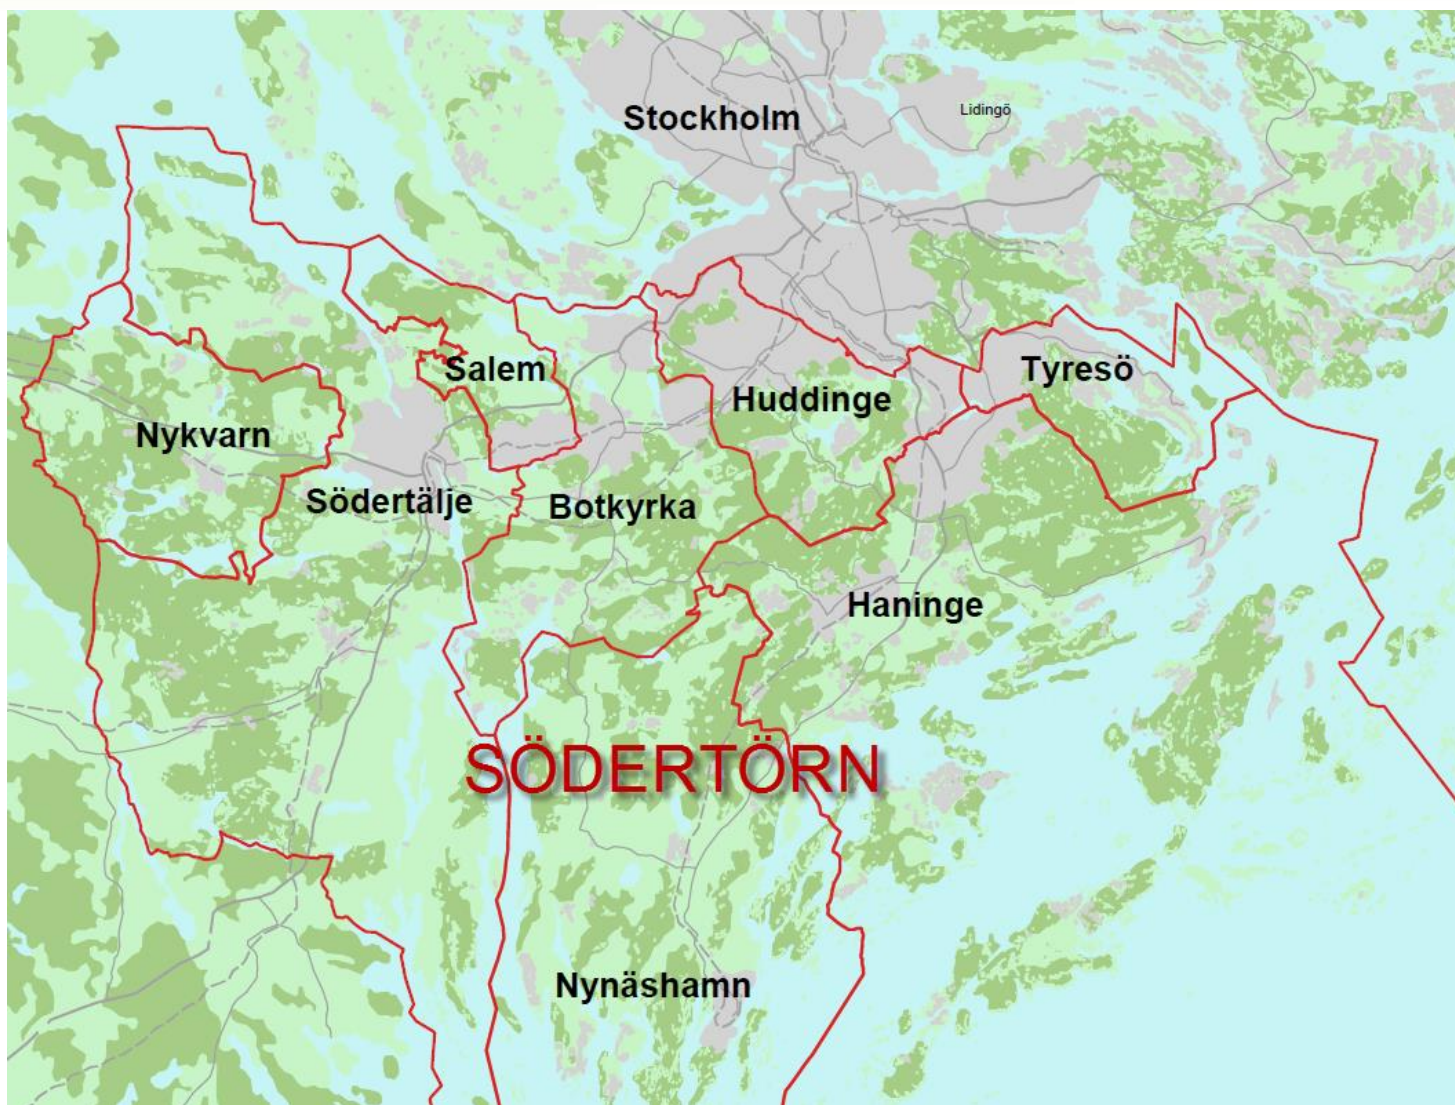 Lidingö
Stockholm
Salem
Tyresö
Huddinge
Nykvarn
Södertälje
Botkyrka
Haninge
SÖDERTÖRN
Nynäshamn